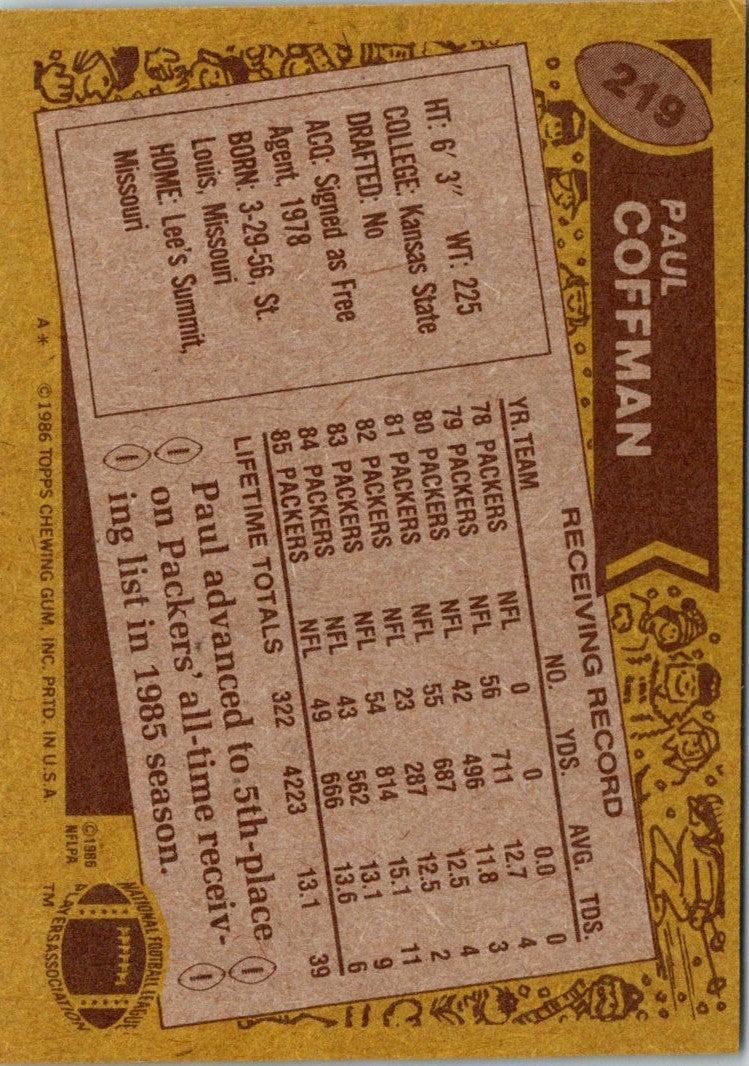 219
PAUL
COFFMAN
HT: 6' 3" WT: 225
COLLEGE: Kansas State
DRAFTED: No
ACQ: Signed as Free
Agent, 1978
BORN: 3-29-56, St.
Louis, Missouri
HOME: Lee's Summit,
Missouri
RECEIVING RECORD
YR. TEAM NO. YDS. AVG. TDS.
78 PACKERS NFL 0 0 0.0 0
79 PACKERS NFL 56 711 12.7 4
80 PACKERS NFL 42 496 11.8 3
81 PACKERS NFL 55 687 12.5 4
82 PACKERS NFL 23 287 12.5 2
83 PACKERS NFL 54 814 15.1 11
84 PACKERS NFL 43 562 13.1 9
85 PACKERS NFL 49 666 13.6 6
LIFETIME TOTALS 322 4223 13.1 39
Paul advanced to 5th-place
on Packers' all-time receiv-
ing list in 1985 season.
A* ©1986 TOPPS CHEWING GUM, INC. PRTD. IN U.S.A.
©1986
NFLPA
NATIONAL FOOTBALL LEAGUE
PLAYERS ASSOCIATION
TM